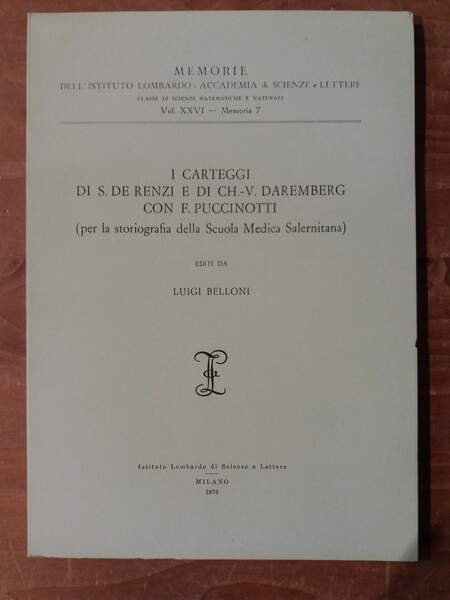 MEMORIE
DELL'ISTITUTO LOMBARDO - ACCADEMIA di SCIENZE e LETTERE
CLASSE DI SCIENZE MATEMATICHE E NATURALI
Vol. XXVI — Memoria 7
I CARTEGGI
DI S. DE RENZI E DI CH.-V. DAREMBERG
CON F. PUCCINOTTI
(per la storiografia della Scuola Medica Salernitana)
EDITI DA
LUIGI BELLONI
Istituto Lombardo di Scienze e Lettere
MILANO
1976